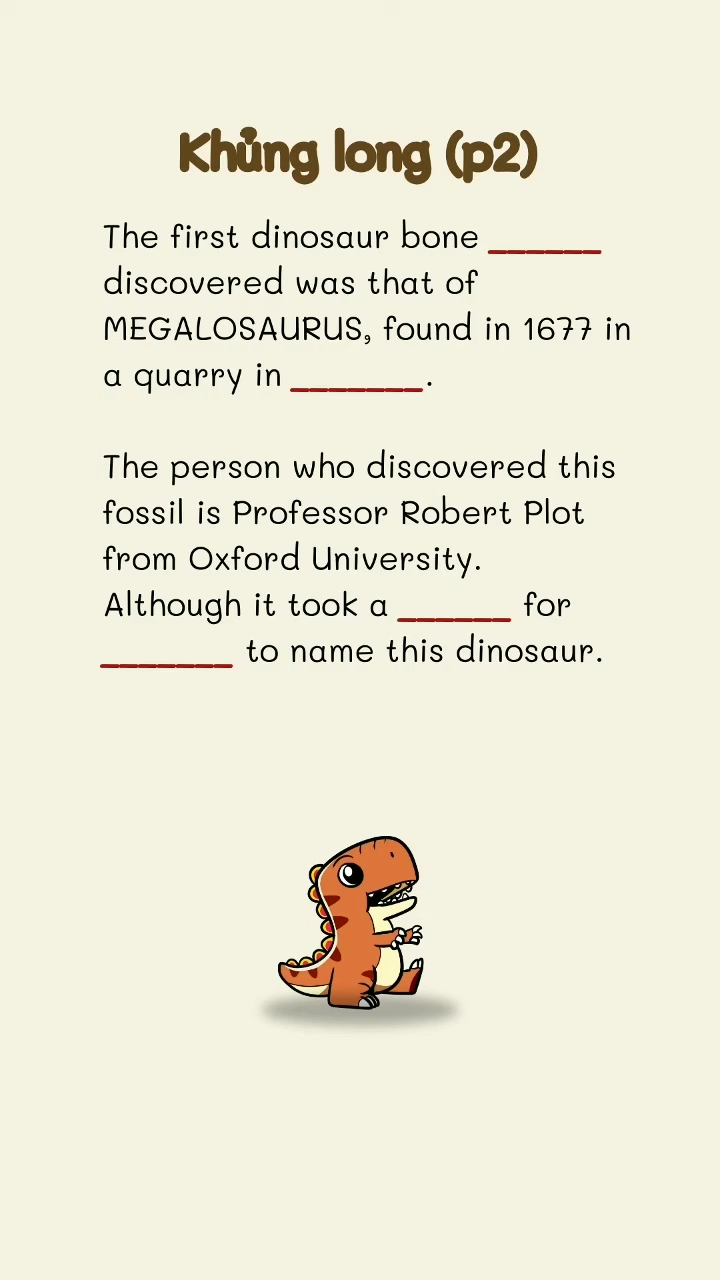 Khủng long (p2)
The first dinosaur bone ______
discovered was that of
MEGALOSAURUS, found in 1677 in
a quarry in _______.
The person who discovered this
fossil is Professor Robert Plot
from Oxford University.
Although it took a ______ for
_______ to name this dinosaur.